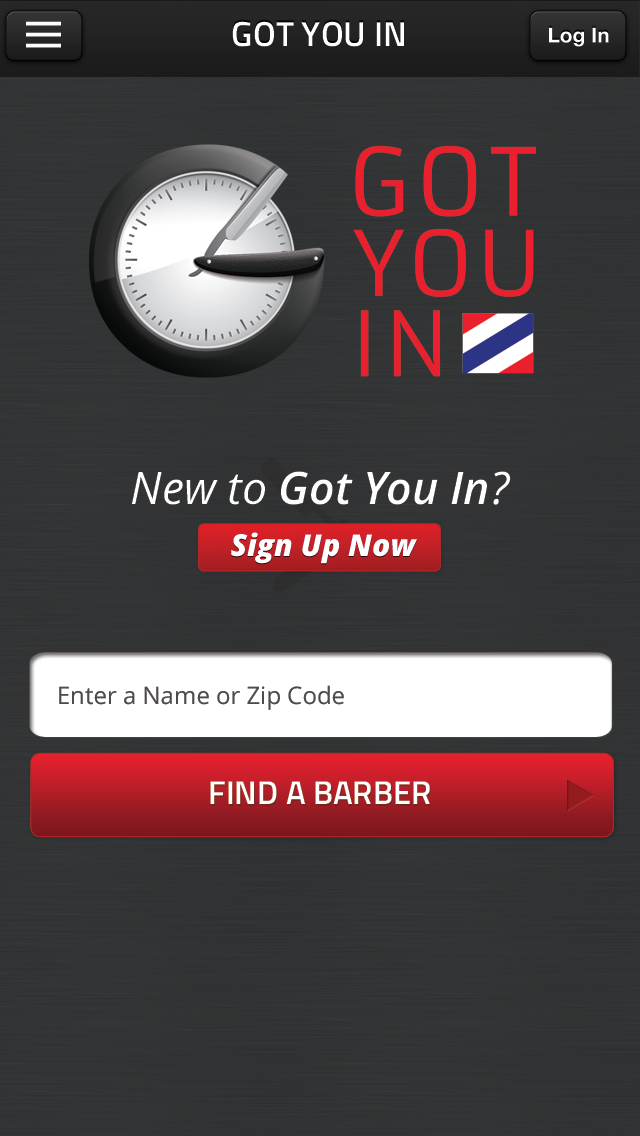 GOT YOU IN
Log In
GOT
YOU
IN
New to Got You In?
Sign Up Now
Enter a Name or Zip Code
FIND A BARBER